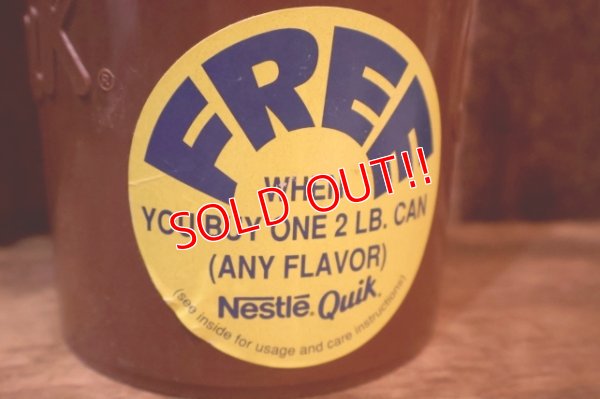 K®
FREE
WHEN
YOU BUY ONE 2 LB. CAN
SOLD OUT!!
(ANY FLAVOR)
Nestlé® Quik®
(see inside for usage and care instructions)